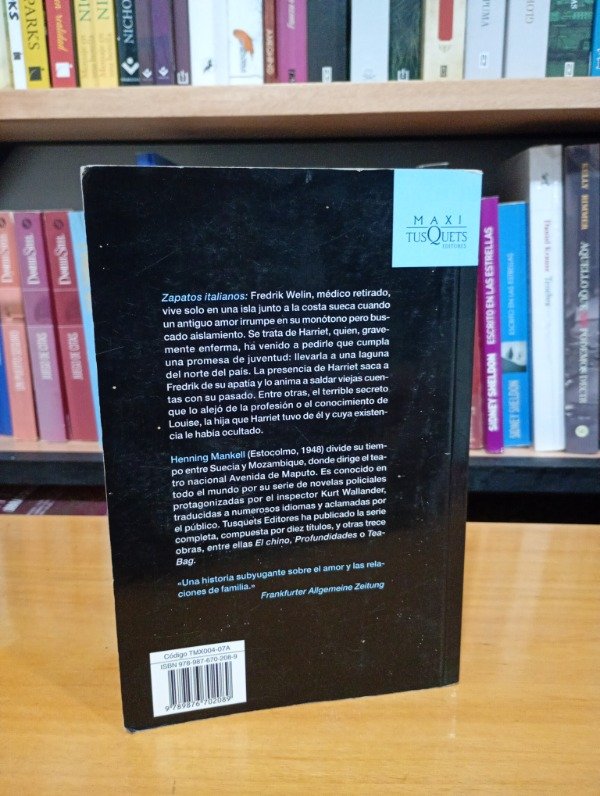 PARKS
NICHO
MAXI
TUSQUETS
EDITORES
Zapatos italianos: Fredrik Welin, médico retirado,
vive solo en una isla junto a la costa sueca cuando
un antiguo amor irrumpe en su monótono pero bus-
cado aislamiento. Se trata de Harriet, quien, grave-
mente enferma, ha venido a pedirle que cumpla
una promesa de juventud: llevarla a una laguna
del norte del país. La presencia de Harriet saca a
Fredrik de su apatía y lo anima a saldar viejas cuen-
tas con su pasado. Entre otras, el terrible secreto
que lo alejó de la profesión o el conocimiento de
Louise, la hija que Harriet tuvo de él y cuya existen-
cia le había ocultado.
Henning Mankell (Estocolmo, 1948) divide su tiem-
po entre Suecia y Mozambique, donde dirige el tea-
tro nacional Avenida de Maputo. Es conocido en
todo el mundo por su serie de novelas policiales
protagonizadas por el inspector Kurt Wallander,
traducidas a numerosos idiomas y aclamadas por
el público. Tusquets Editores ha publicado la serie
completa, compuesta por diez títulos, y otras trece
obras, entre ellas El chino, Profundidades o Tea-
Bag.
«Una historia subyugante sobre el amor y las rela-
ciones de familia.»
Frankfurter Allgemeine Zeitung
Código TMX004-07A
ISBN 978-987-670-208-9
9 789876 702089
SIDNEY SHELDON ESCRITO EN LAS ESTRELLAS
SIDNEY SHELDON